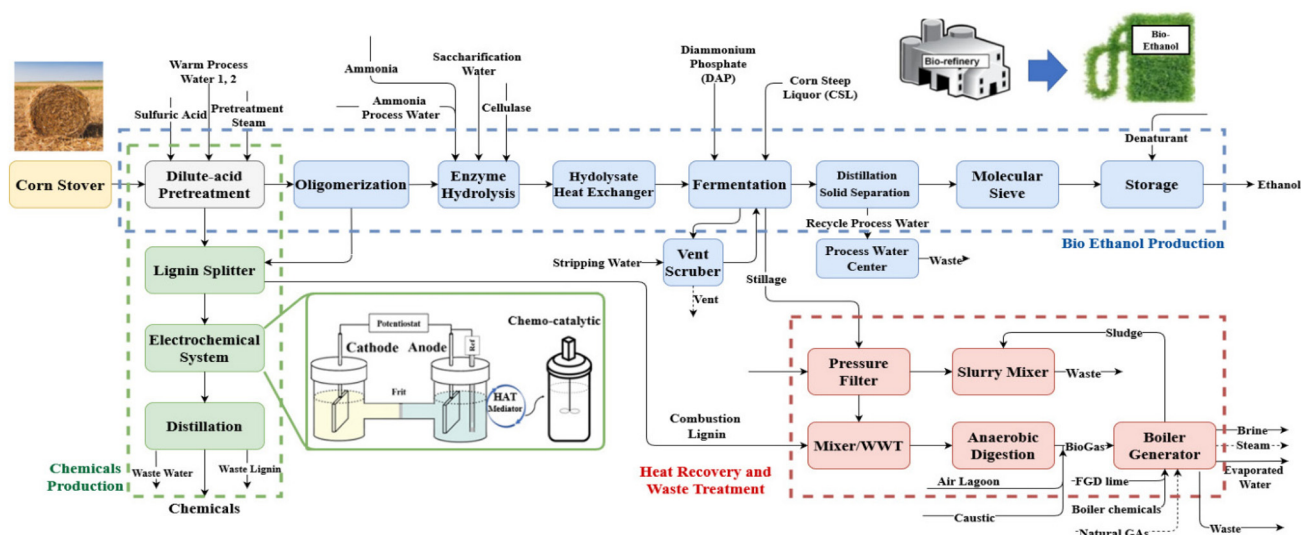 Bio-refinery
Bio-
Ethanol
Warm Process
Water 1, 2
Sulfuric Acid
Pretreatment
Steam
Ammonia
Ammonia
Process Water
Saccharification
Water
Cellulase
Diammonium
Phosphate
(DAP)
Corn Steep
Liquor (CSL)
Denaturant
Corn Stover
Dilute-acid
Pretreatment
Oligomerization
Enzyme
Hydrolysis
Hydolysate
Heat Exchanger
Fermentation
Distillation
Solid Separation
Molecular
Sieve
Storage
Ethanol
Recycle Process Water
Bio Ethanol Production
Lignin Splitter
Stripping Water
Vent
Scruber
Process Water
Center
Waste
Vent
Stillage
Electrochemical
System
Potentiostat
Cathode
Anode
Ref
Frit
HAT
Mediator
Chemo-catalytic
Sludge
Pressure
Filter
Slurry Mixer
Waste
Distillation
Combustion
Lignin
Mixer/WWT
Anaerobic
Digestion
BioGas
Boiler
Generator
Brine
Steam
Evaporated
Water
Chemicals
Production
Waste
Water
Waste Lignin
Chemicals
Heat Recovery and
Waste Treatment
Air Lagoon
FGD lime
Caustic
Boiler chemicals
Natural GAs
Waste